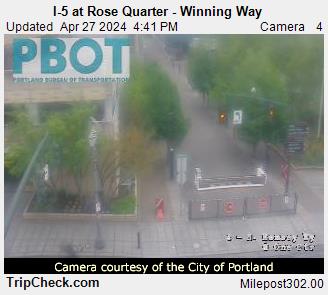 I-5 at Rose Quarter - Winning Way
Updated Apr 27 2024 4:41 PM Camera 4
PBOT
PORTLAND BUREAU OF TRANSPORTATION
Camera courtesy of the City of Portland
TripCheck.com Milepost302.00